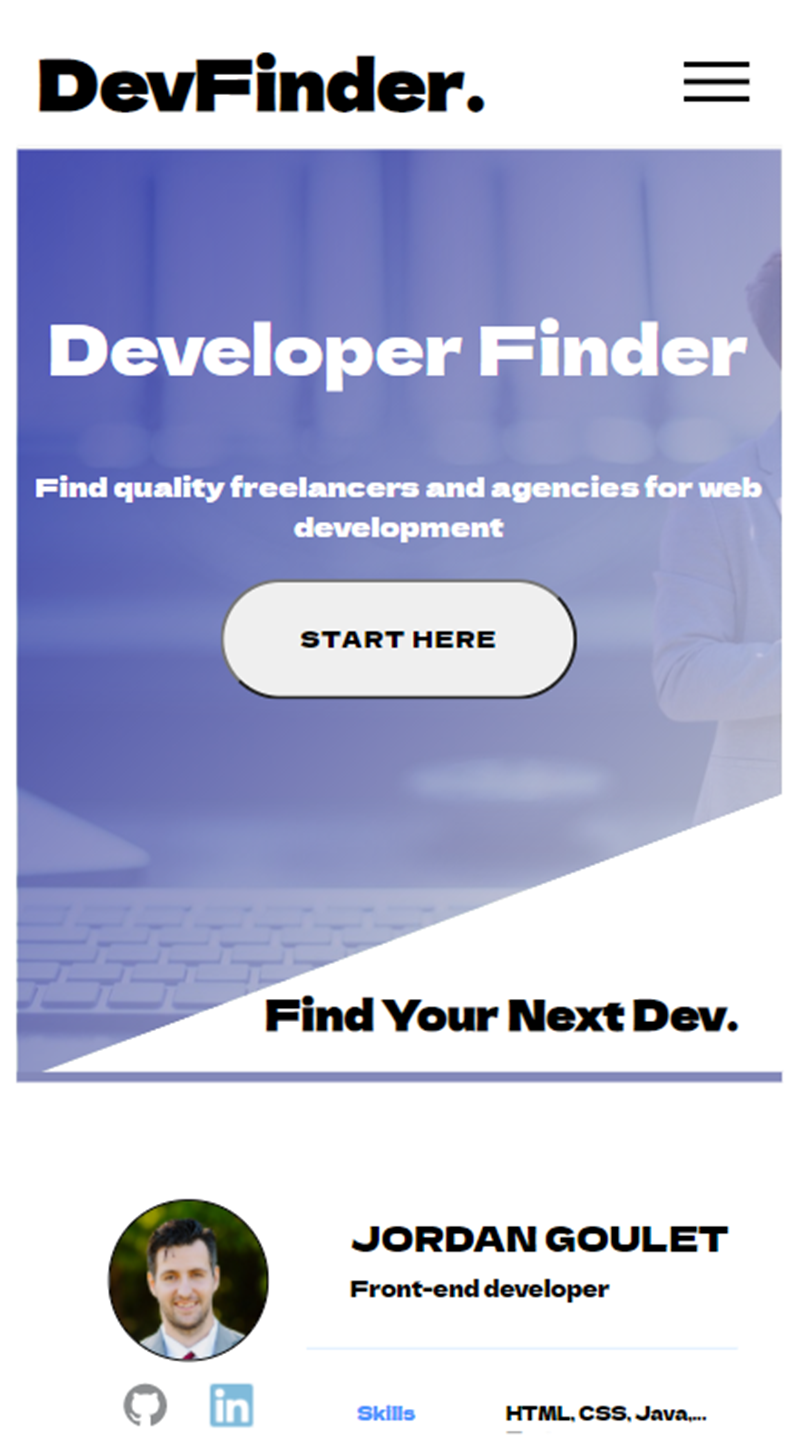 DevFinder.
Developer Finder
Find quality freelancers and agencies for web
development
START HERE
Find Your Next Dev.
JORDAN GOULET
Front-end developer
in
Skills HTML, CSS, Java,...